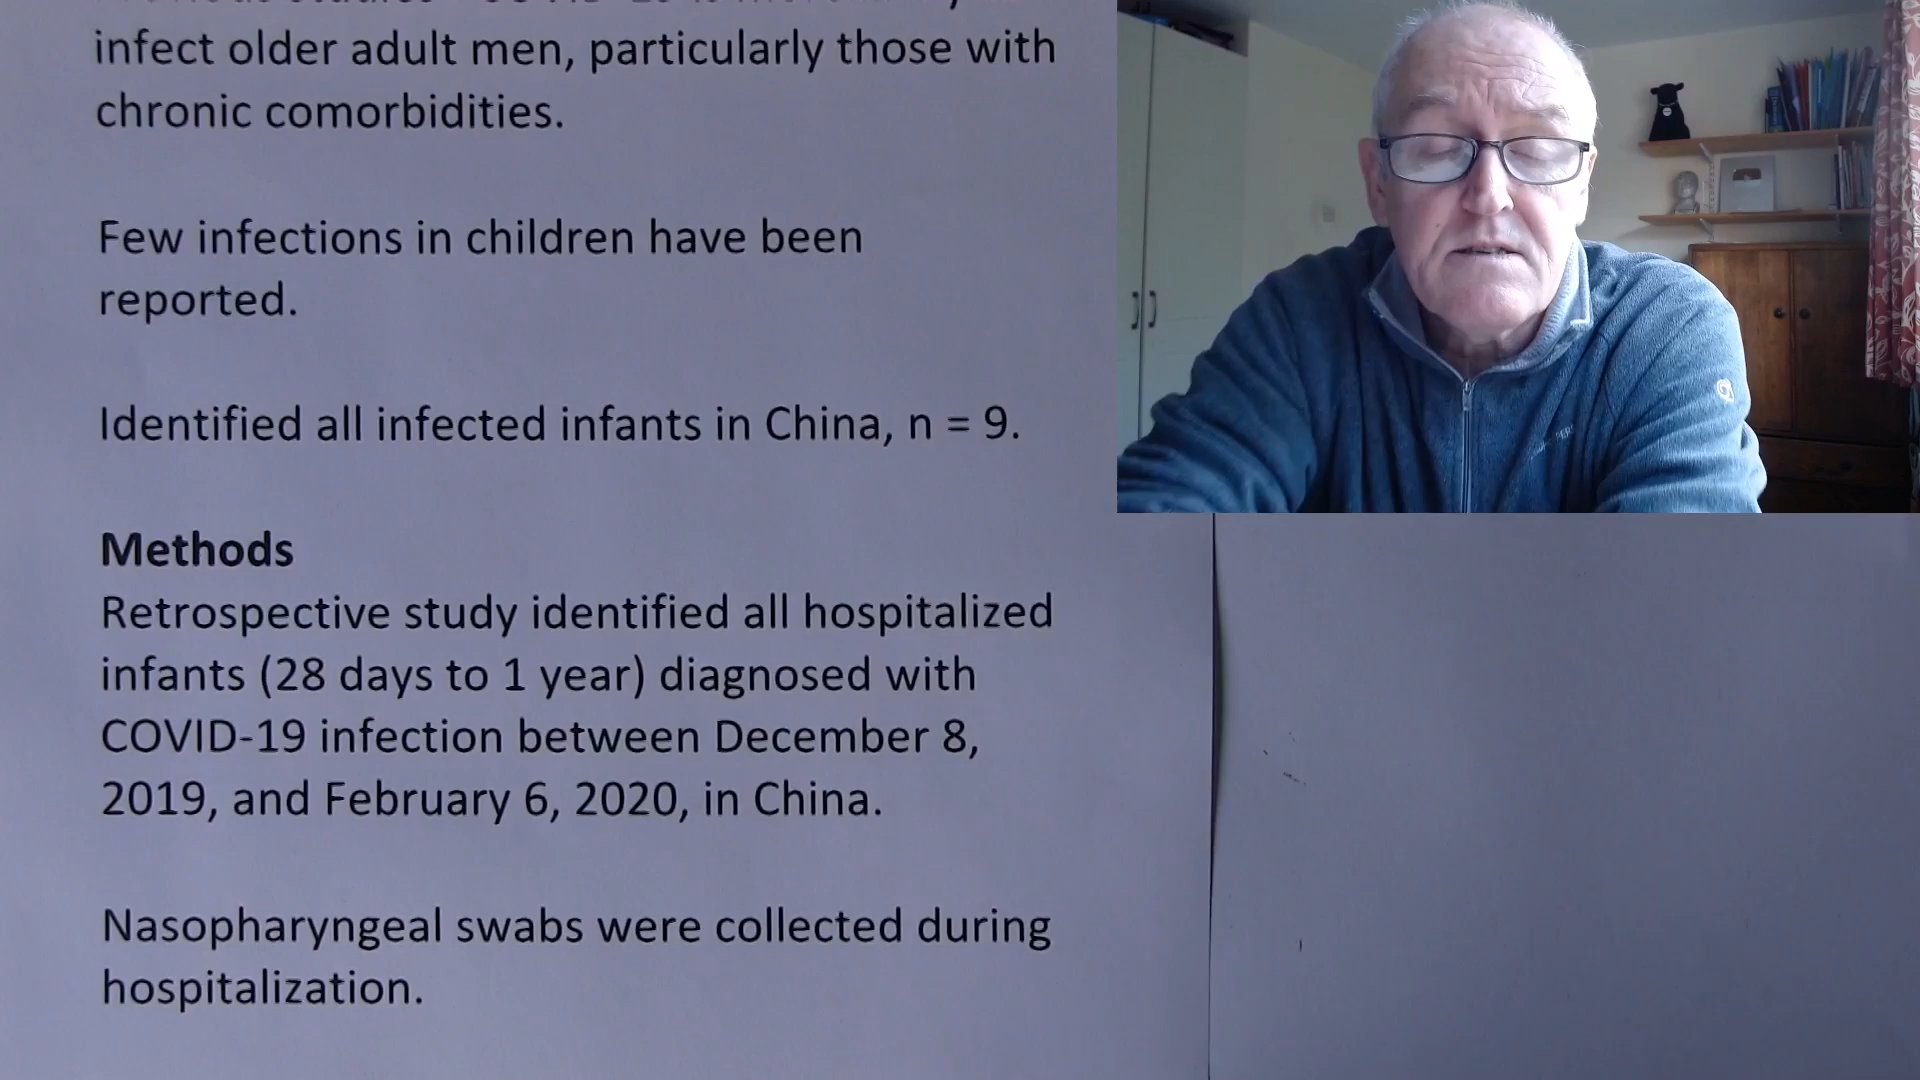 infect older adult men, particularly those with
chronic comorbidities.
Few infections in children have been
reported.
Identified all infected infants in China, n = 9.
Methods
Retrospective study identified all hospitalized
infants (28 days to 1 year) diagnosed with
COVID-19 infection between December 8,
2019, and February 6, 2020, in China.
Nasopharyngeal swabs were collected during
hospitalization.